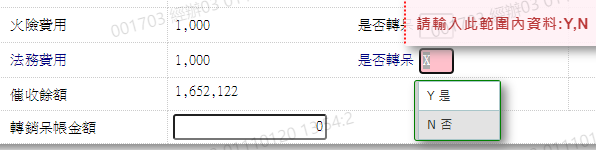 火險費用 1,000 是否轉呆
請輸入此範圍內資料:Y,N
法務費用 1,000 是否轉呆 X
催收餘額 1,652,122
Y 是
N 否
轉銷呆帳金額 0